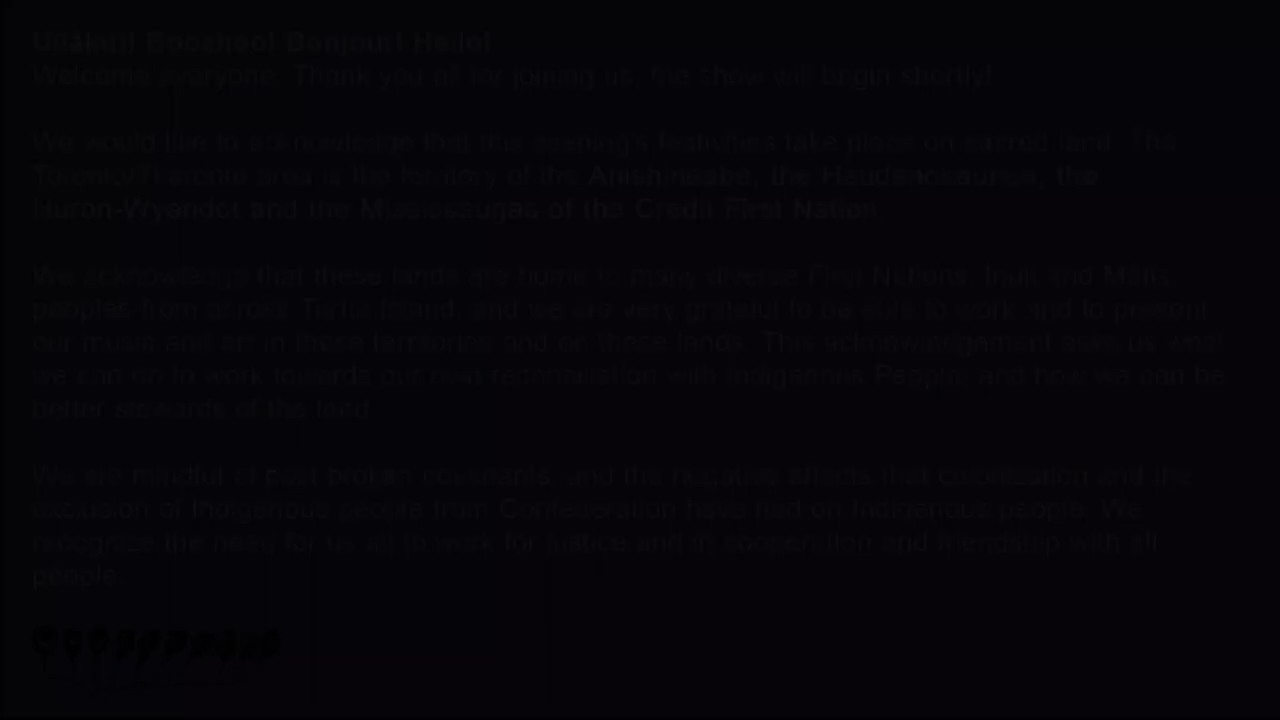 Ullákut! Boozhoo! Bonjour! Hello!
Welcome everyone. Thank you all for joining us, the show will begin shortly!
We would like to acknowledge that this evening's festivities take place on sacred land. The
Toronto/Tkaronto area is the territory of the Anishinaabe, the Haudenosaunee, the
Huron-Wyandot and the Mississaugas of the Credit First Nation.
We acknowledge that these lands are home to many diverse First Nations, Inuit and Métis
peoples from across Turtle Island, and we are very grateful to be able to work and to present
our music and art in these territories and on these lands. This acknowledgement asks us what
we can do to work towards our own reconciliation with Indigenous People, and how we can be
better stewards of the land.
We are mindful of past broken covenants, and the negative effects that colonization and the
exclusion of Indigenous people from Confederation have had on Indigenous people. We
recognize the need for us all to work for justice and in cooperation and friendship with all
people.